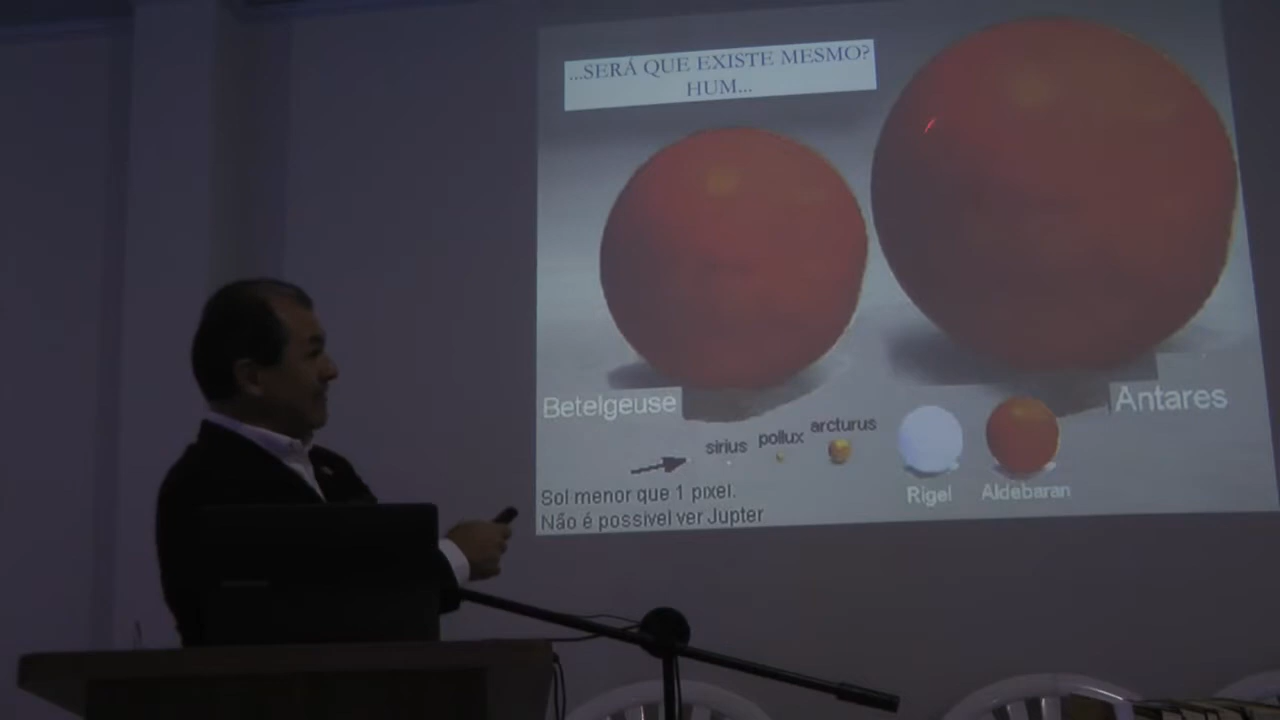 ...SERÁ QUE EXISTE MESMO?
HUM...
Betelgeuse
Antares
sirius
pollux
arcturus
Rigel
Aldebaran
Sol menor que 1 pixel.
Não é possivel ver Jupter